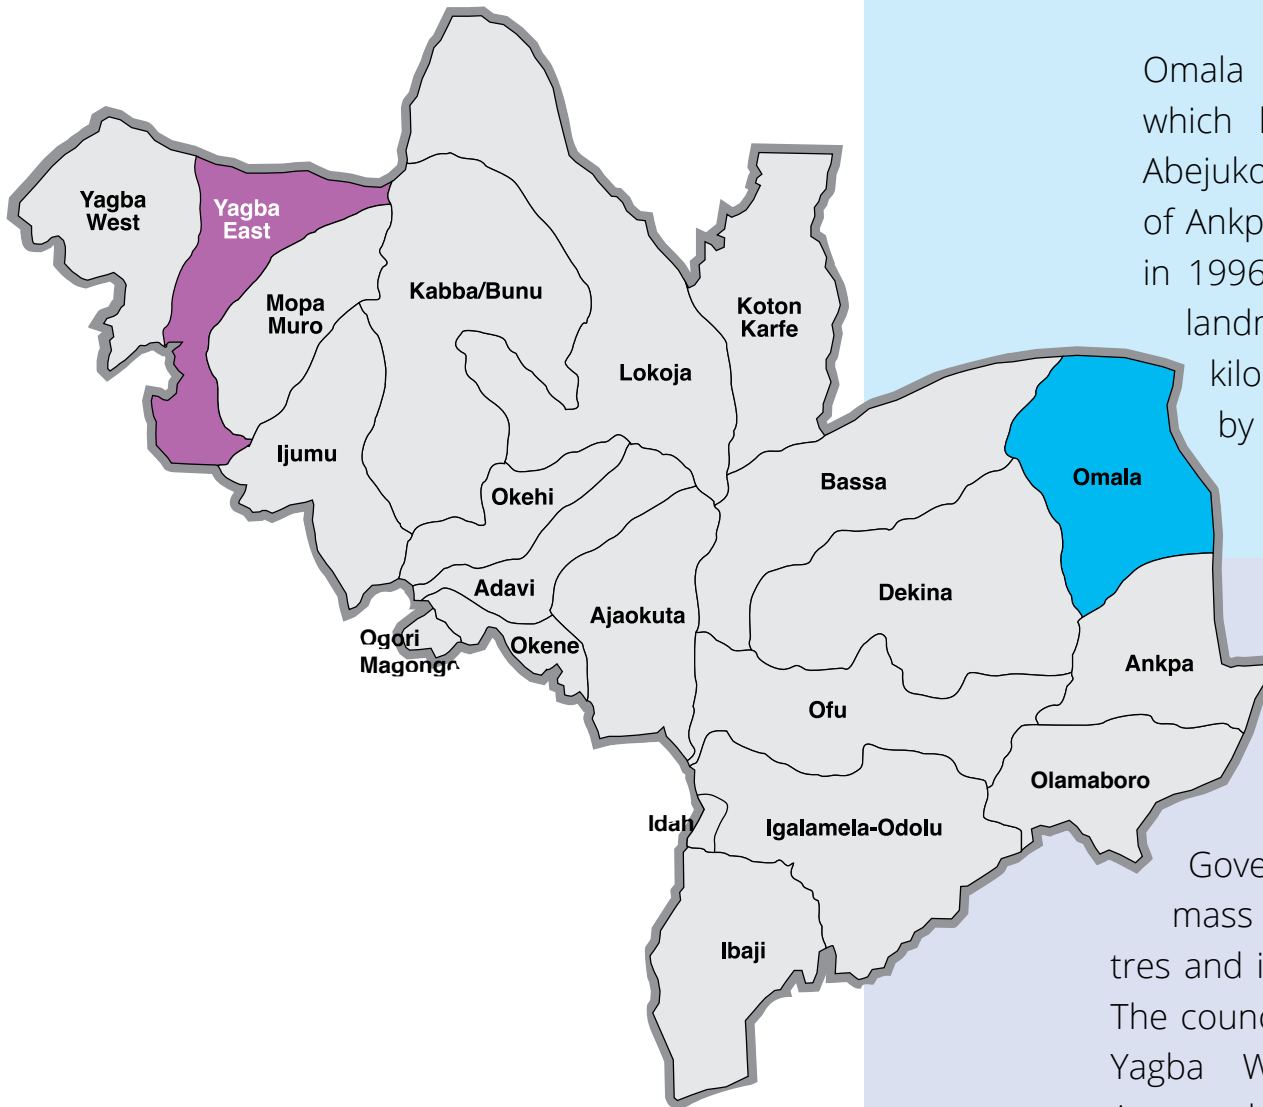 Omala
which
Abejuko
of Ankp
in 1996
landr
kilo
by
Yagba
West
Yagba
East
Mopa
Muro
Kabba/Bunu
Koton
Karfe
Lokoja
Ijumu
Okehi
Bassa
Omala
Adavi
Ajaokuta
Dekina
Ogori
Magongo
Okene
Ankpa
Ofu
Olamaboro
Idah
Igalamela-Odolu
Ibaji
Gove
mass
tres and i
The counc
Yagba W